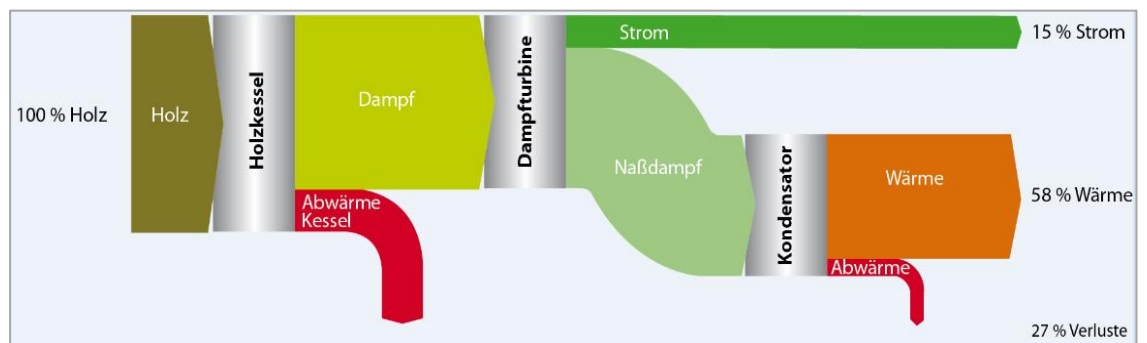 100 % Holz
Holz
Holzkessel
Dampf
Abwärme
Kessel
Dampfturbine
Strom
15 % Strom
Naßdampf
Kondensator
Wärme
58 % Wärme
Abwärme
27 % Verluste